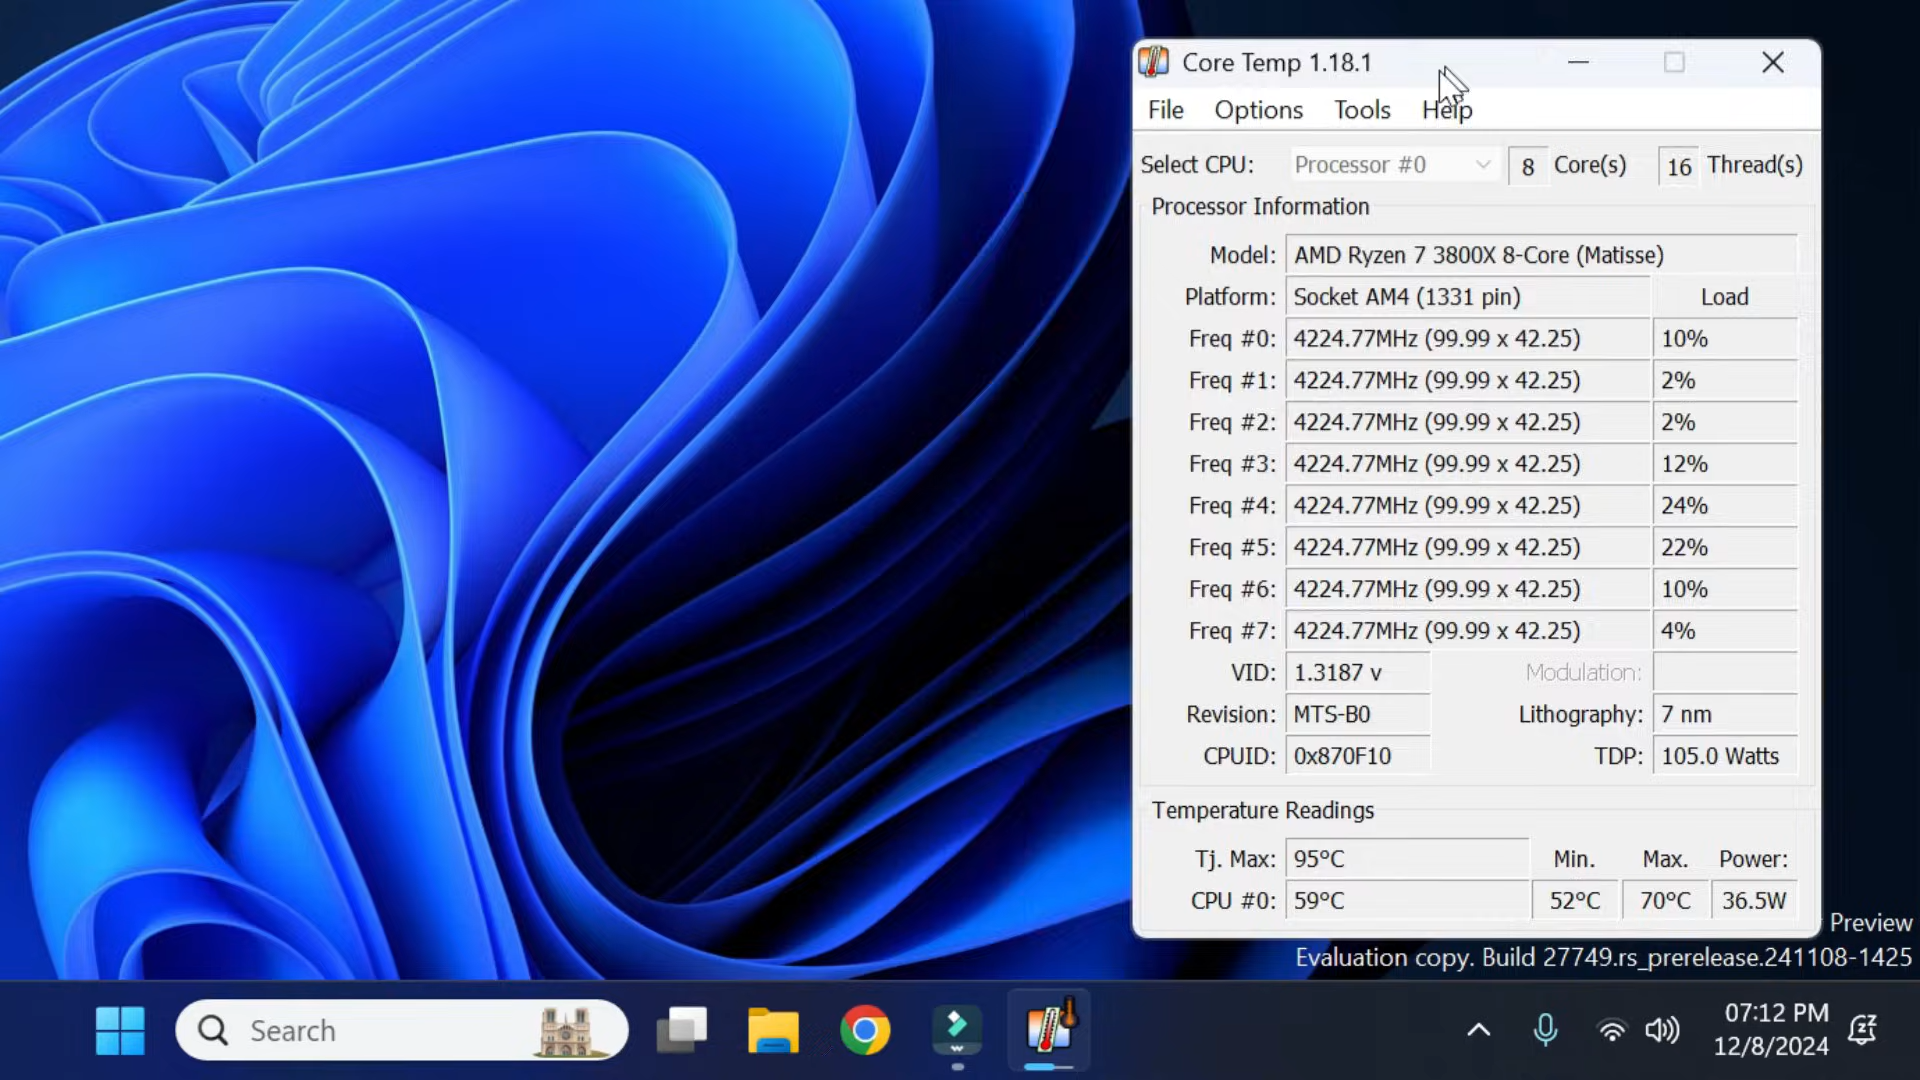 Core Temp 1.18.1
File Options Tools Help
Select CPU: Processor #0 8 Core(s) 16 Thread(s)
Processor Information
Model: AMD Ryzen 7 3800X 8-Core (Matisse)
Platform: Socket AM4 (1331 pin) Load
Freq #0: 4224.77MHz (99.99 x 42.25) 10%
Freq #1: 4224.77MHz (99.99 x 42.25) 2%
Freq #2: 4224.77MHz (99.99 x 42.25) 2%
Freq #3: 4224.77MHz (99.99 x 42.25) 12%
Freq #4: 4224.77MHz (99.99 x 42.25) 24%
Freq #5: 4224.77MHz (99.99 x 42.25) 22%
Freq #6: 4224.77MHz (99.99 x 42.25) 10%
Freq #7: 4224.77MHz (99.99 x 42.25) 4%
VID: 1.3187 v Modulation:
Revision: MTS-B0 Lithography: 7 nm
CPUID: 0x870F10 TDP: 105.0 Watts
Temperature Readings
Tj. Max: 95°C Min. Max. Power:
CPU #0: 59°C 52°C 70°C 36.5W
Preview
Evaluation copy. Build 27749.rs_prerelease.241108-1425
Search
07:12 PM
12/8/2024